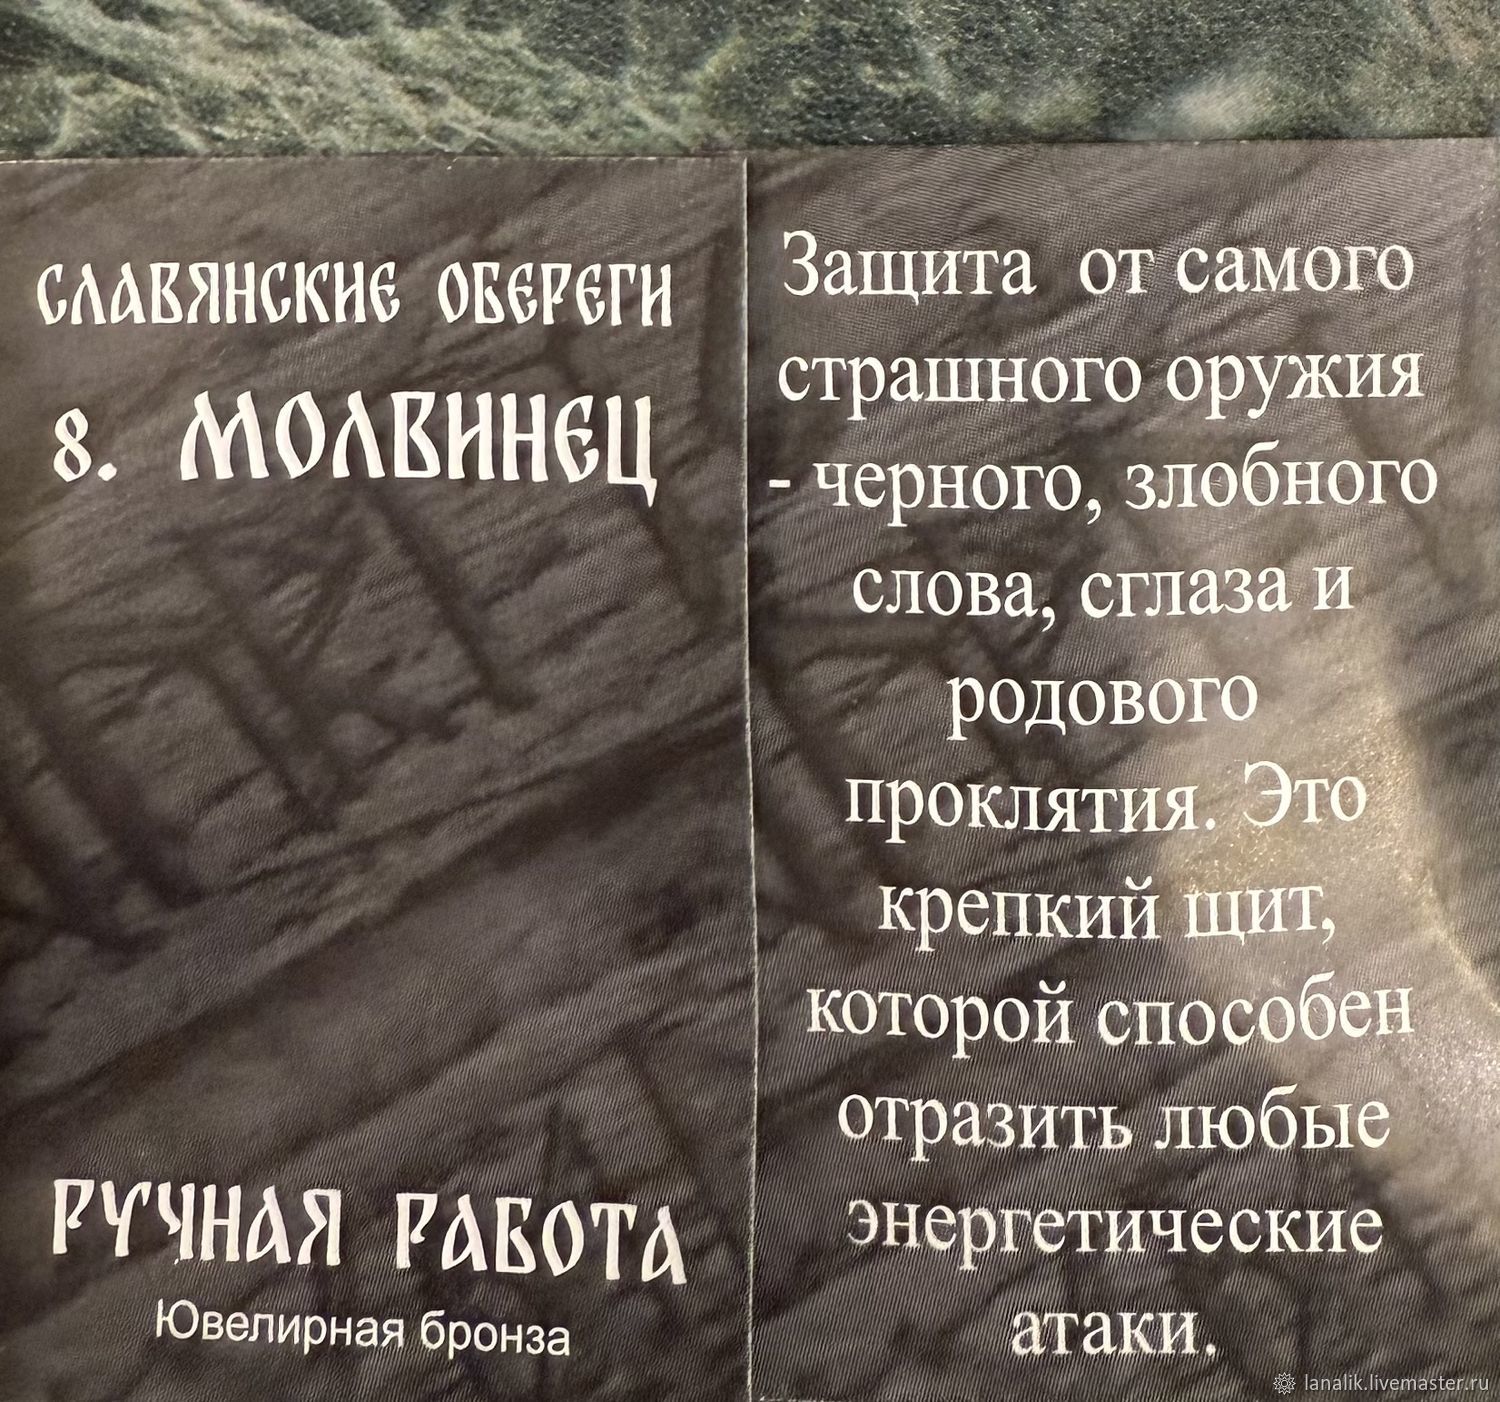 СЛАВЯНСКИЕ ОБЕРЕГИ
8. МОЛВИНЕЦ
РУЧНАЯ РАБОТА
Ювелирная бронза
Защита от самого
страшного оружия
- черного, злобного
слова, сглаза и
родового
проклятия. Это
крепкий щит,
которой способен
отразить любые
энергетические
атаки.
lanalik.livemaster.ru